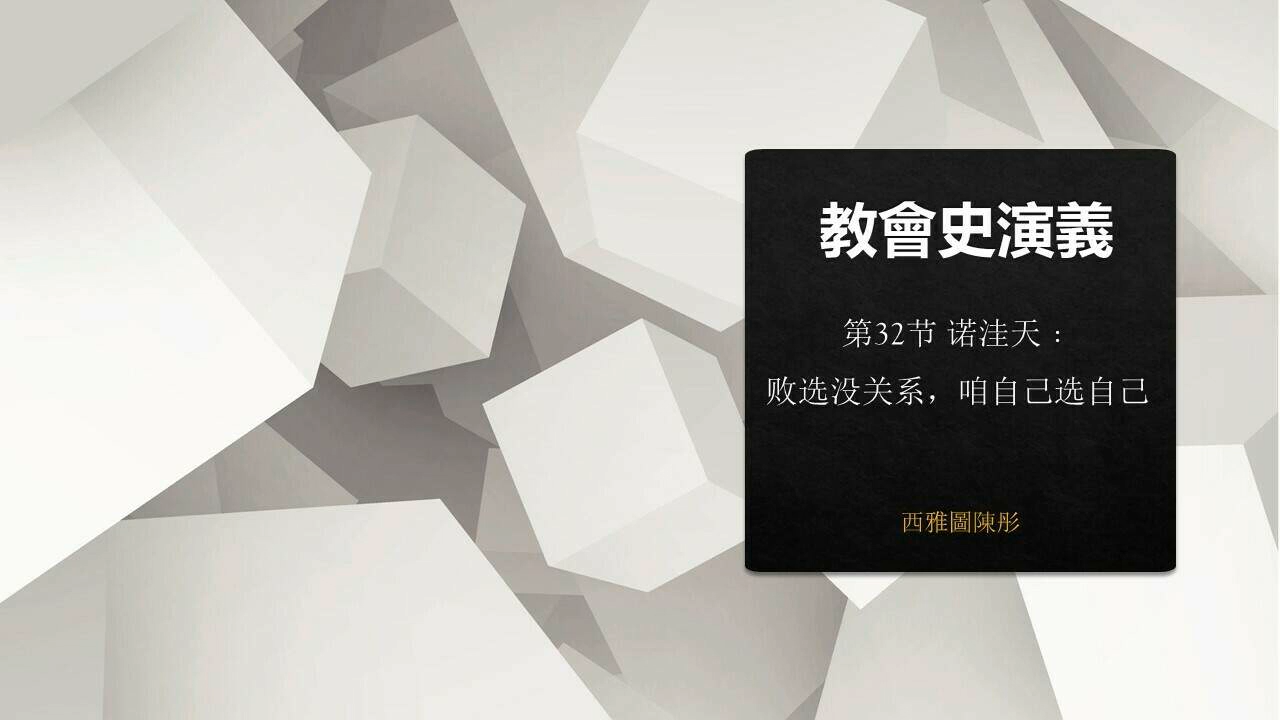 教會史演義
第32节 诺洼天：
败选没关系，咱自己选自己
西雅圖陳彤